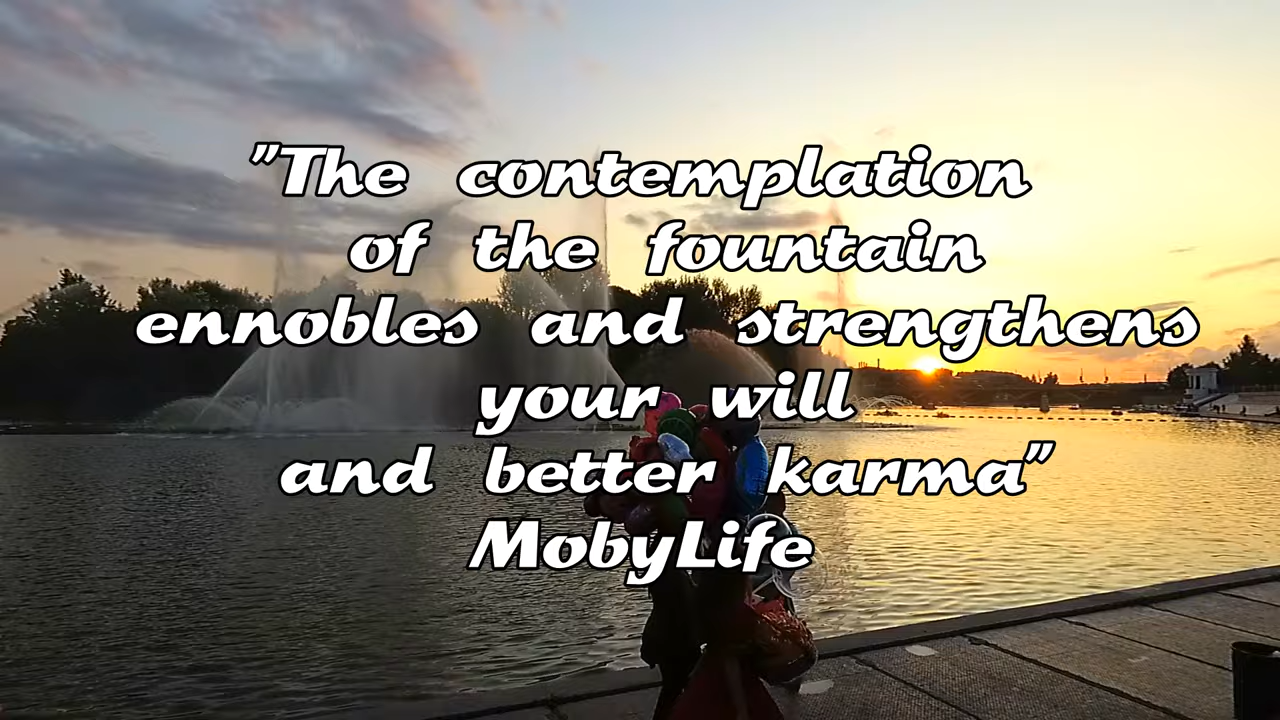 "The contemplation
of the fountain
ennobles and strengthens
your will
and better karma"
MobyLife